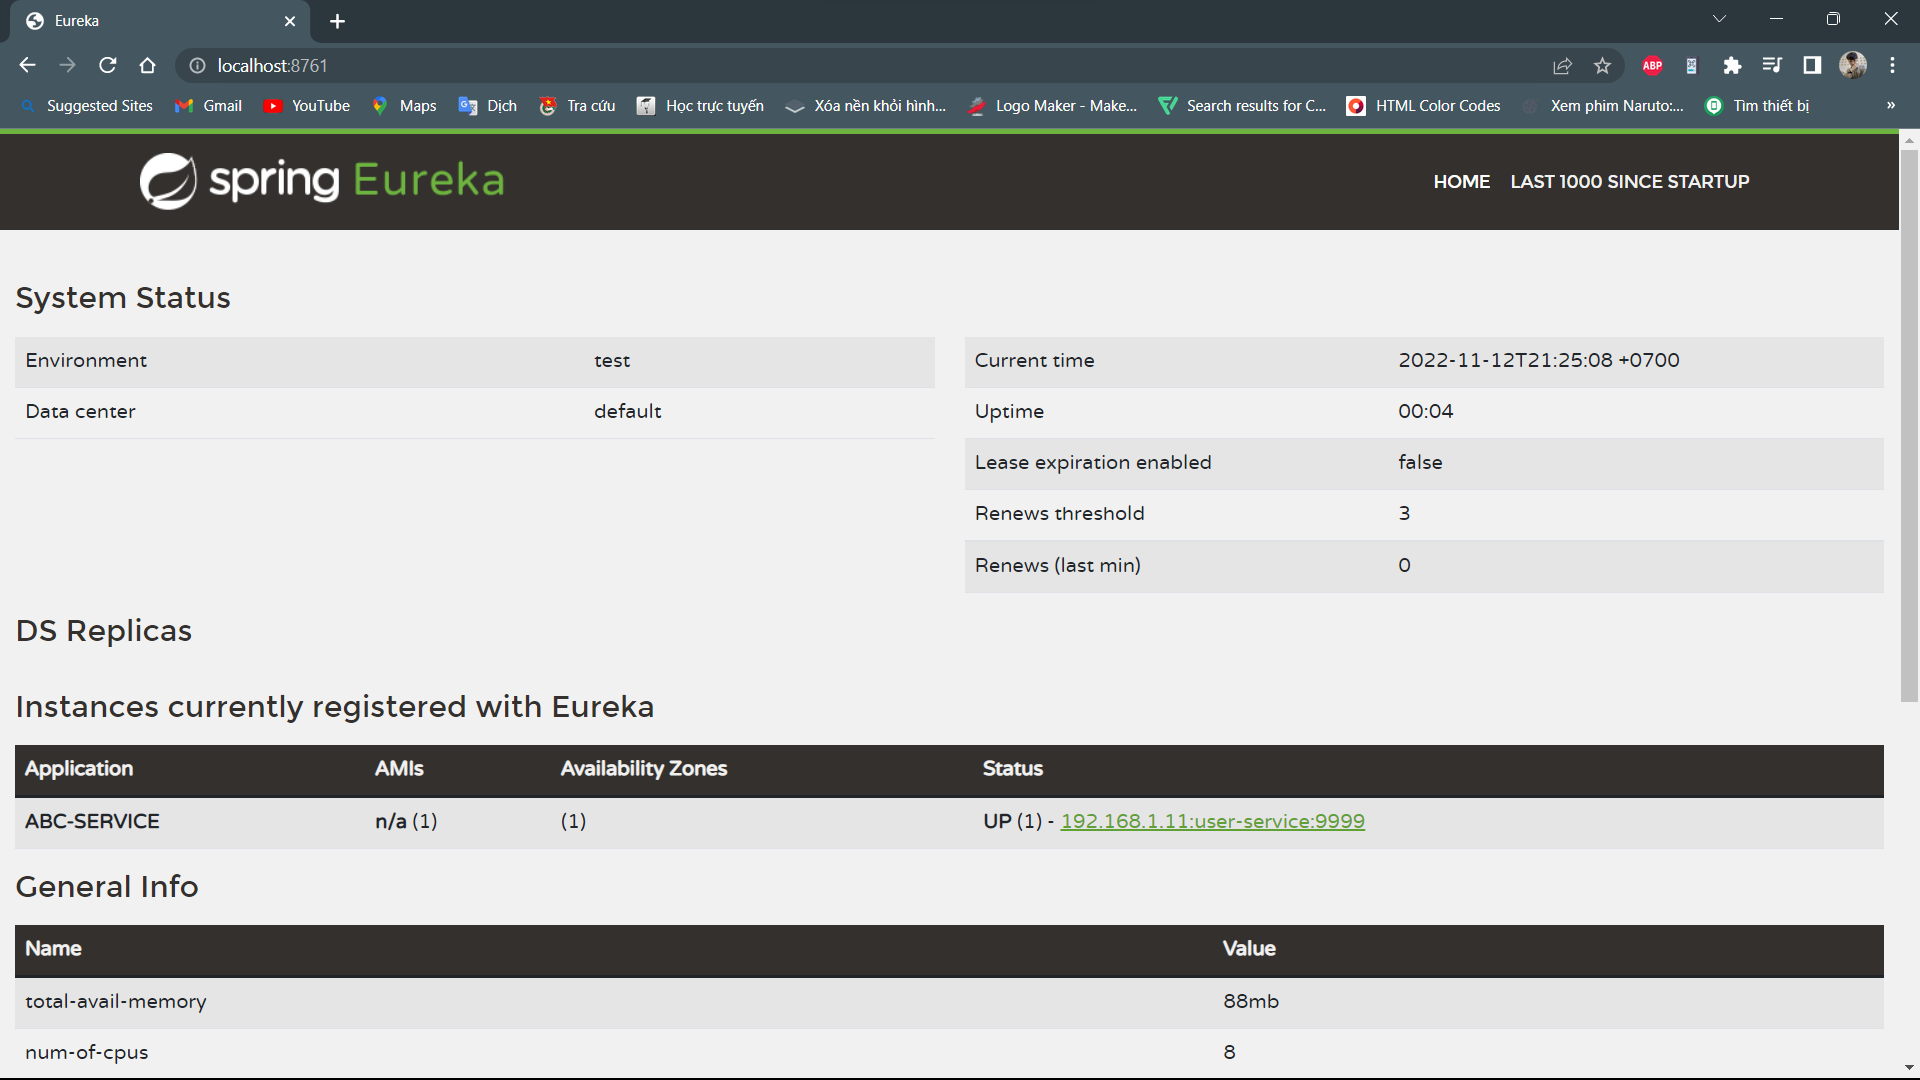 Eureka
localhost:8761
ABP
Suggested Sites Gmail YouTube Maps Dịch Tra cứu Học trực tuyến Xóa nền khỏi hình... Logo Maker - Make... Search results for C... HTML Color Codes Xem phim Naruto:... Tìm thiết bị »
spring Eureka
HOME LAST 1000 SINCE STARTUP
System Status
Environment test
Data center default
Current time 2022-11-12T21:25:08 +0700
Uptime 00:04
Lease expiration enabled false
Renews threshold 3
Renews (last min) 0
DS Replicas
Instances currently registered with Eureka
Application AMIs Availability Zones Status
ABC-SERVICE n/a (1) (1) UP (1) - 192.168.1.11:user-service:9999
General Info
Name Value
total-avail-memory 88mb
num-of-cpus 8